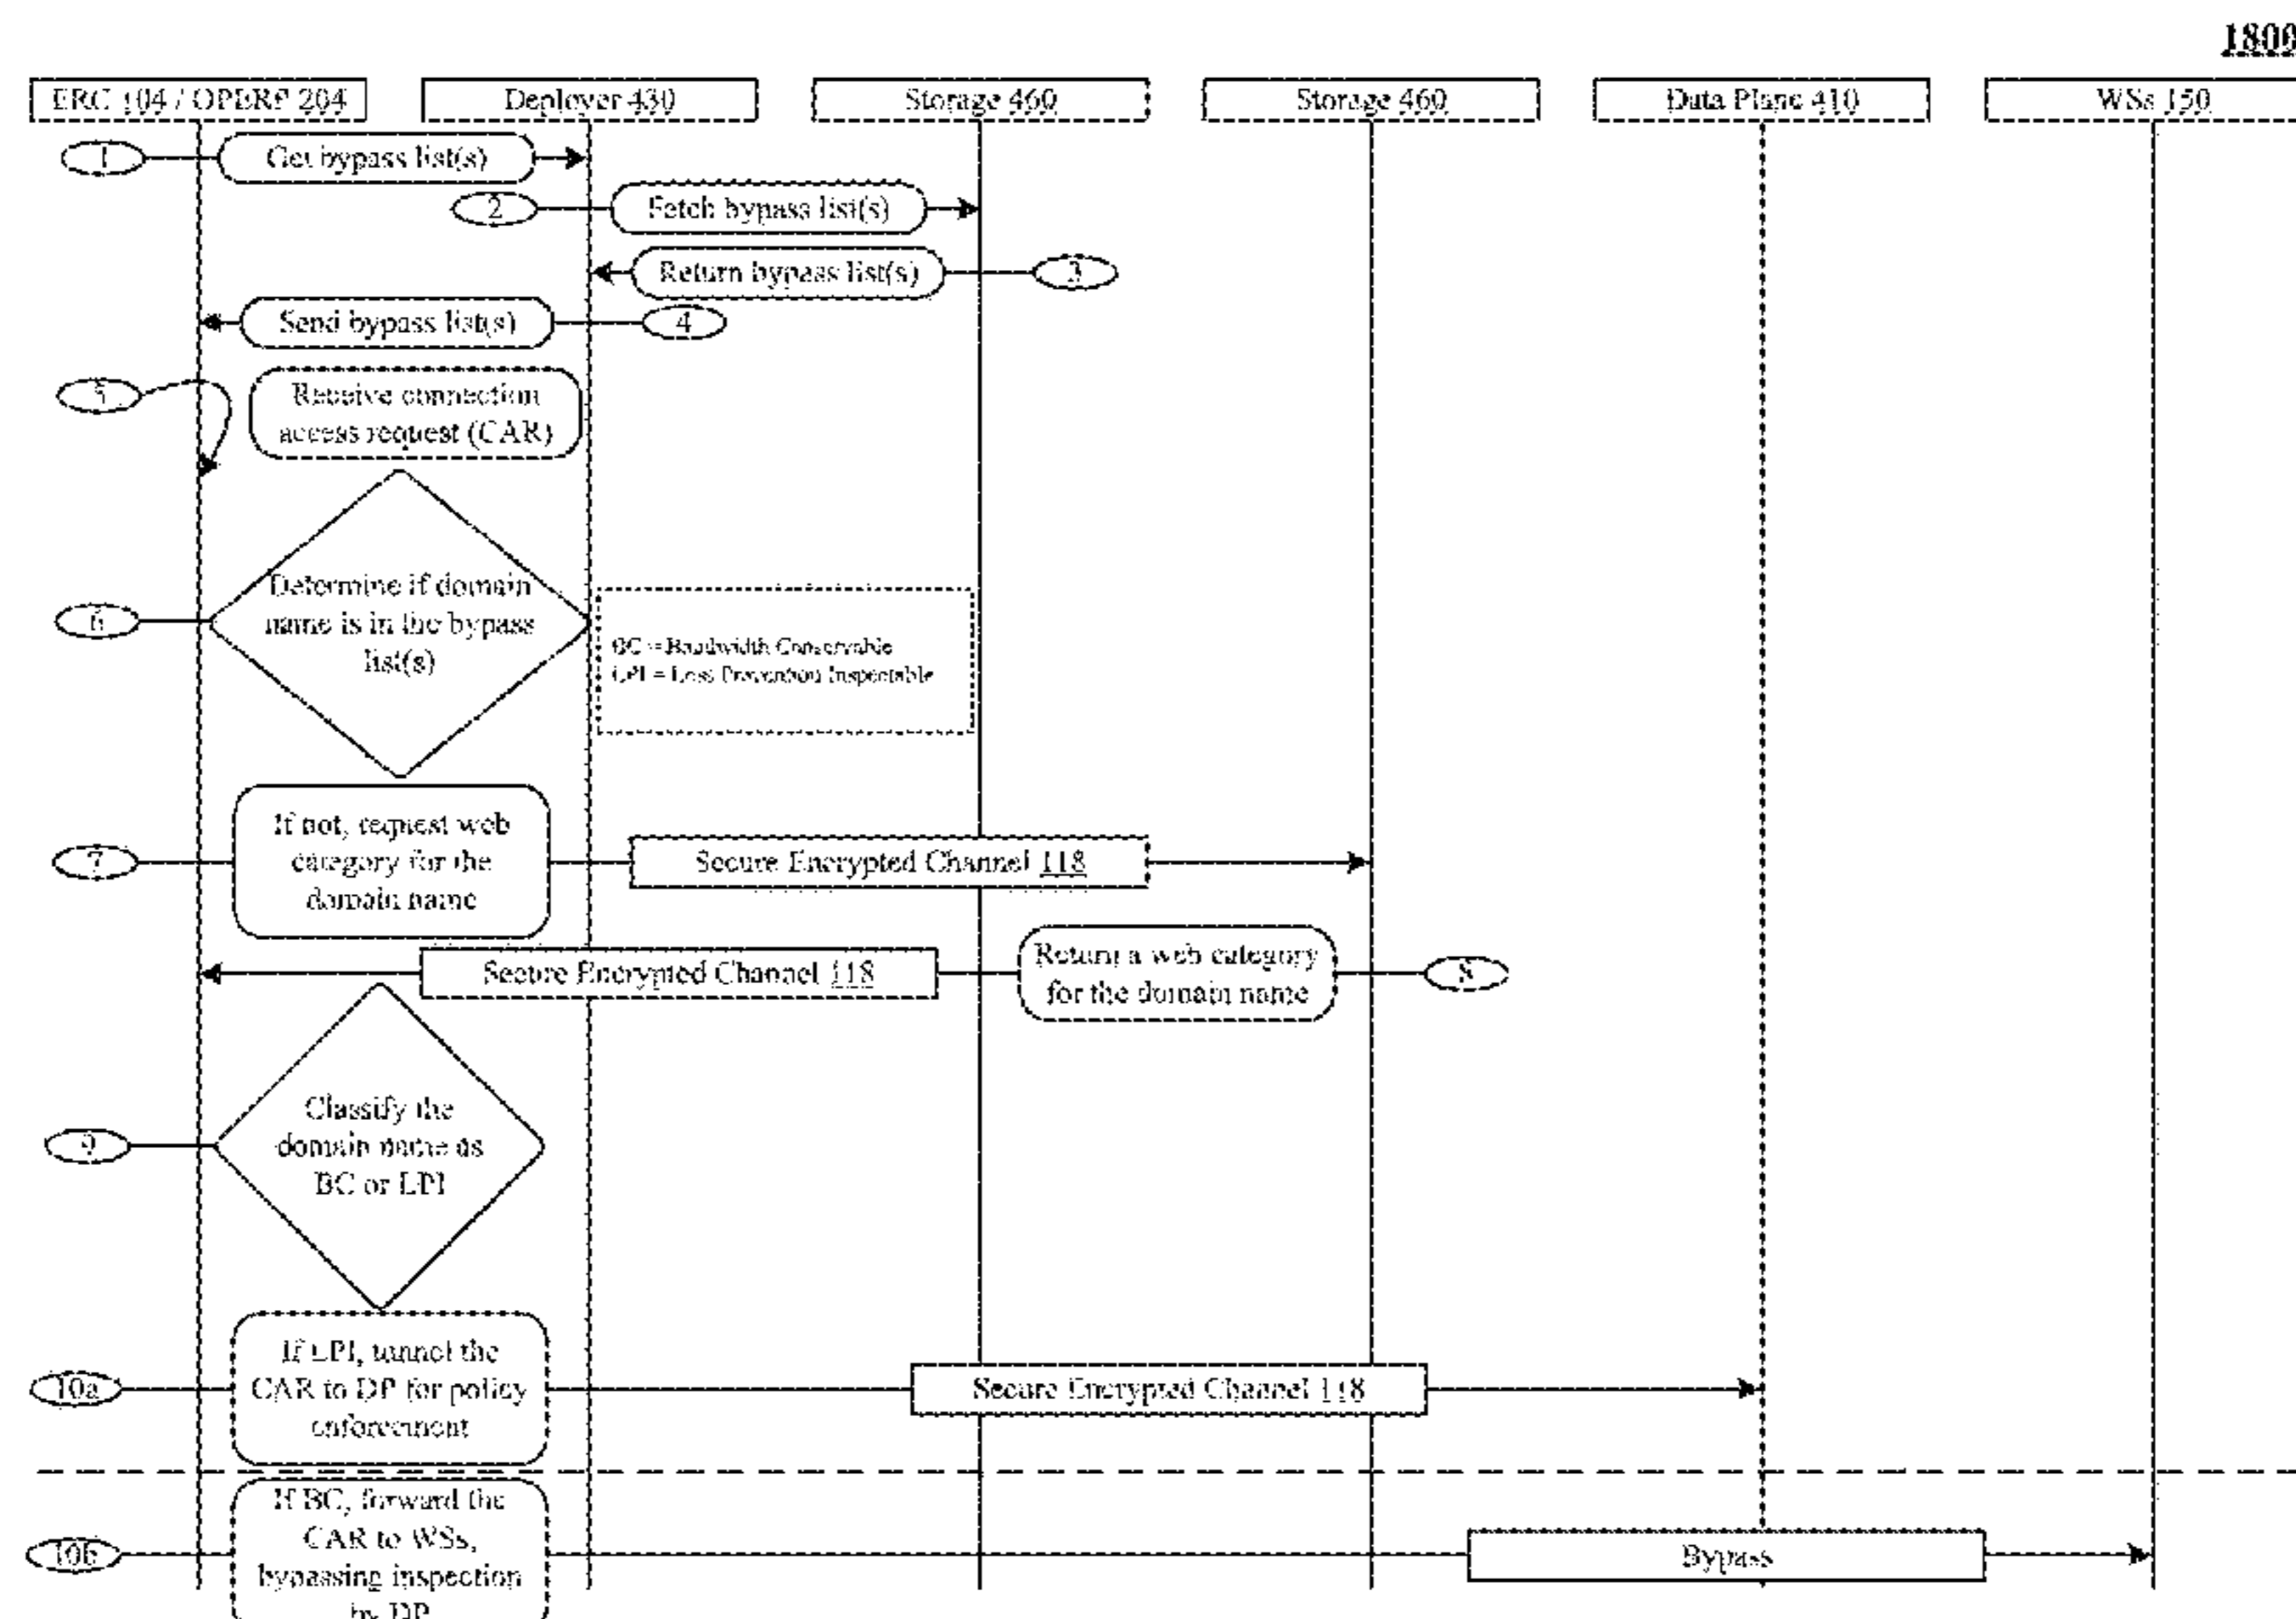 1800
ERC 104 / OPDRP 204
Deployer 430
Storage 460
Storage 460
Data Plane 410
WSs 150
1
Get bypass list(s)
2
Fetch bypass list(s)
Return bypass list(s)
3
Send bypass list(s)
4
5
Receive connection
access request (CAR)
6
Determine if domain
name is in the bypass
list(s)
BC = Bandwidth Conservable
LPI = Loss Prevention Inspectable
7
If not, request web
category for the
domain name
Secure Encrypted Channel 118
Secure Encrypted Channel 118
Return a web category
for the domain name
8
9
Classify the
domain name as
BC or LPI
10a
If LPI, tunnel the
CAR to DP for policy
enforcement
Secure Encrypted Channel 118
10b
If BC, forward the
CAR to WSs,
bypassing inspection
by DP
Bypass